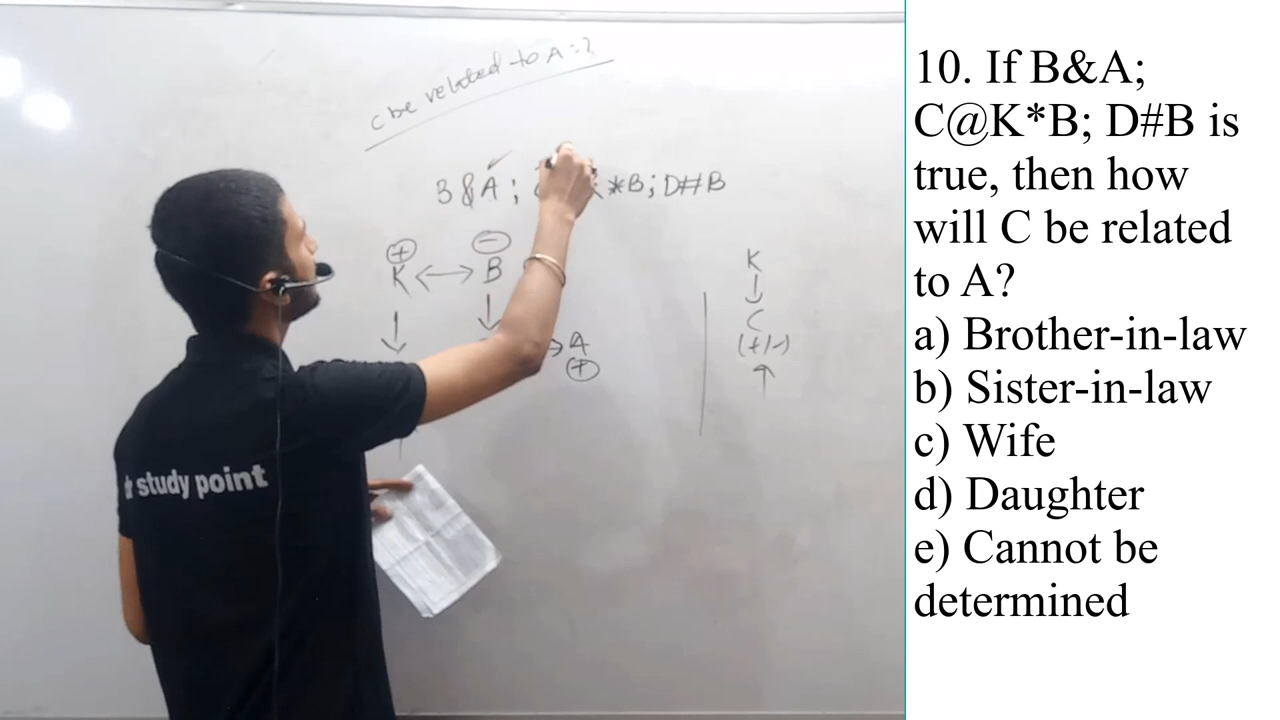 c be related to A = ?
B & A ; * B ; D # B
+ −
K B
K
C
A (+/-)
+
study point
10. If B&A;
C@K*B; D#B is
true, then how
will C be related
to A?
a) Brother-in-law
b) Sister-in-law
c) Wife
d) Daughter
e) Cannot be
determined